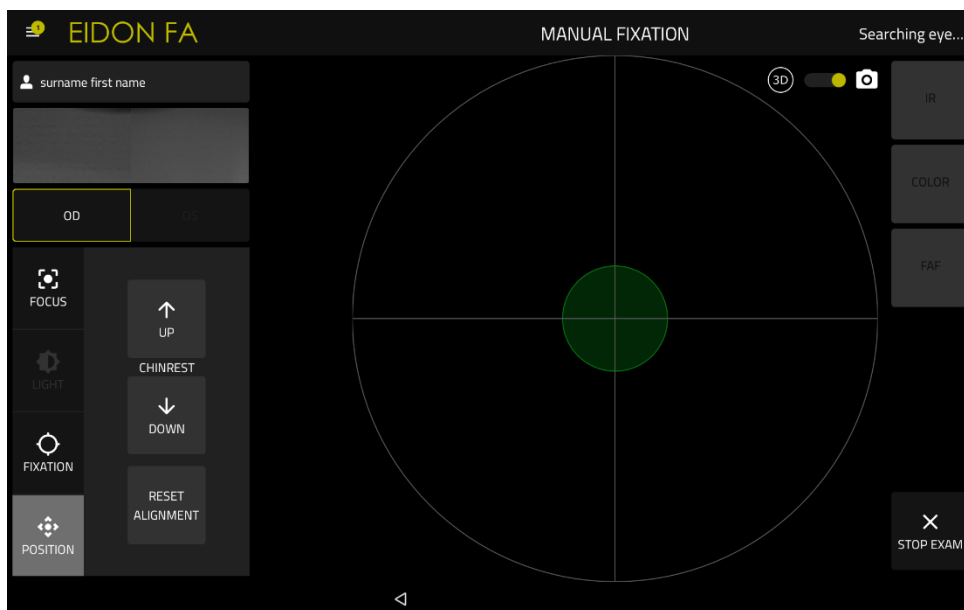 1
EIDON FA
MANUAL FIXATION
Searching eye...
surname first name
3D
IR
COLOR
OD
OS
FAF
FOCUS
UP
CHINREST
LIGHT
DOWN
FIXATION
RESET
ALIGNMENT
POSITION
STOP EXAM